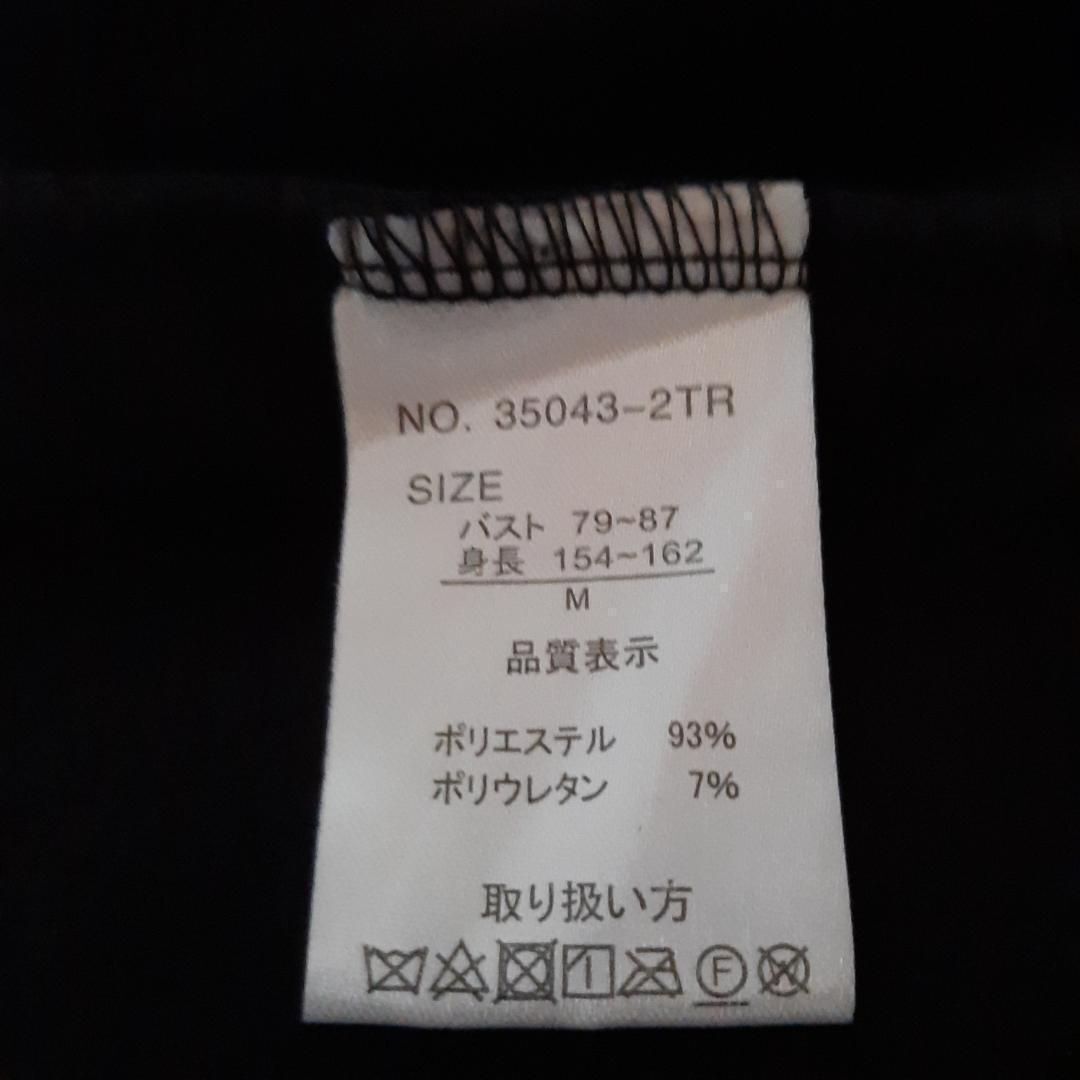 NO. 35043-2TR
SIZE
バスト 79~87
身長 154~162
M
品質表示
ポリエステル 93%
ポリウレタン 7%
取り扱い方
F W